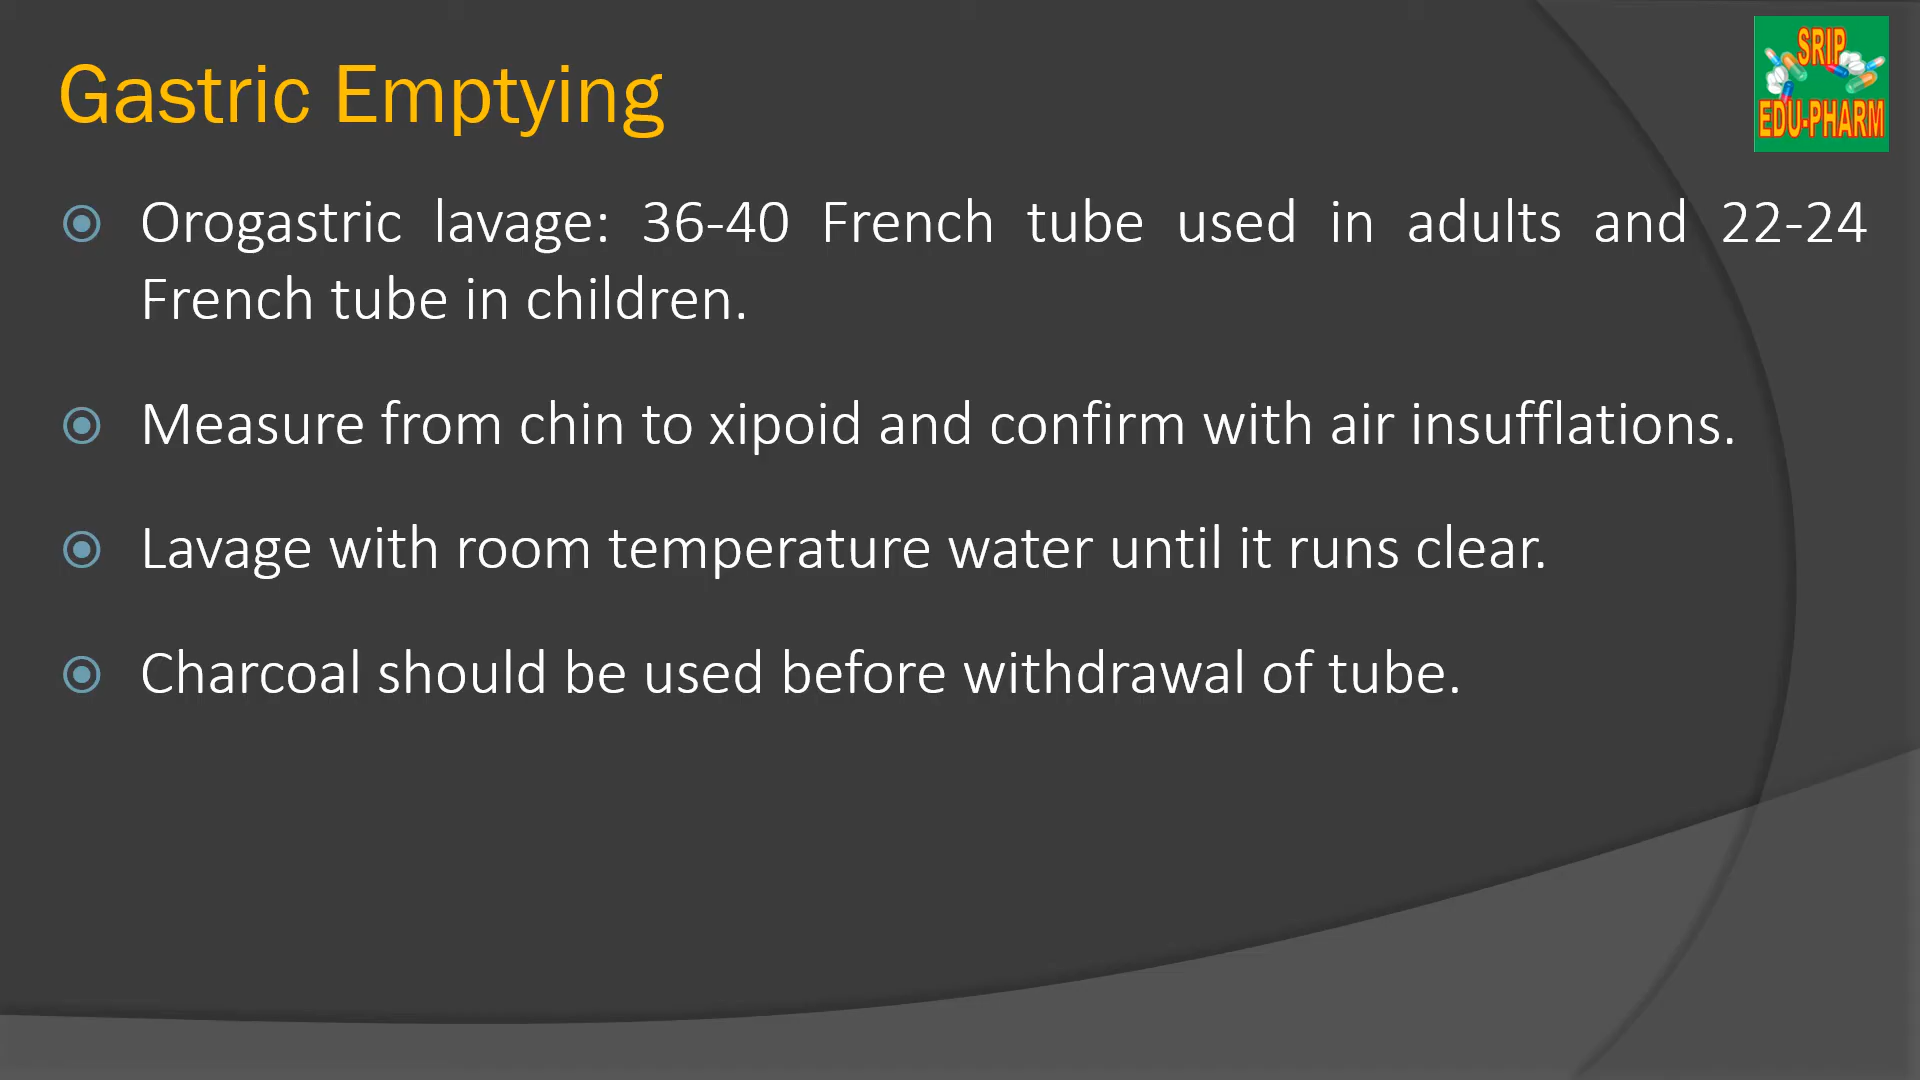 Gastric Emptying
SRIP
EDU-PHARM
Orogastric lavage: 36-40 French tube used in adults and 22-24
French tube in children.
Measure from chin to xipoid and confirm with air insufflations.
Lavage with room temperature water until it runs clear.
Charcoal should be used before withdrawal of tube.